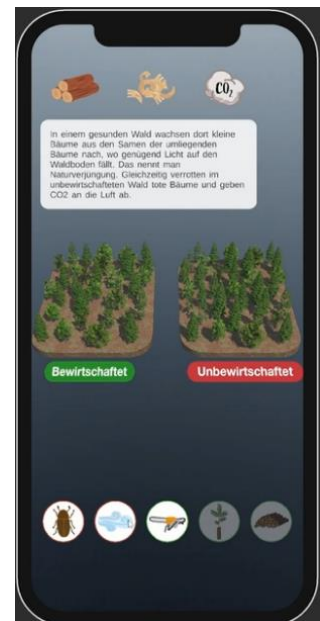 CO2
In einem gesunden Wald wachsen dort kleine
Bäume aus den Samen der umliegenden
Bäume nach, wo genügend Licht auf den
Waldboden fällt. Das nennt man
Naturverjüngung. Gleichzeitig verrotten im
unbewirtschafteten Wald tote Bäume und geben
CO2 an die Luft ab.
Bewirtschaftet
Unbewirtschaftet